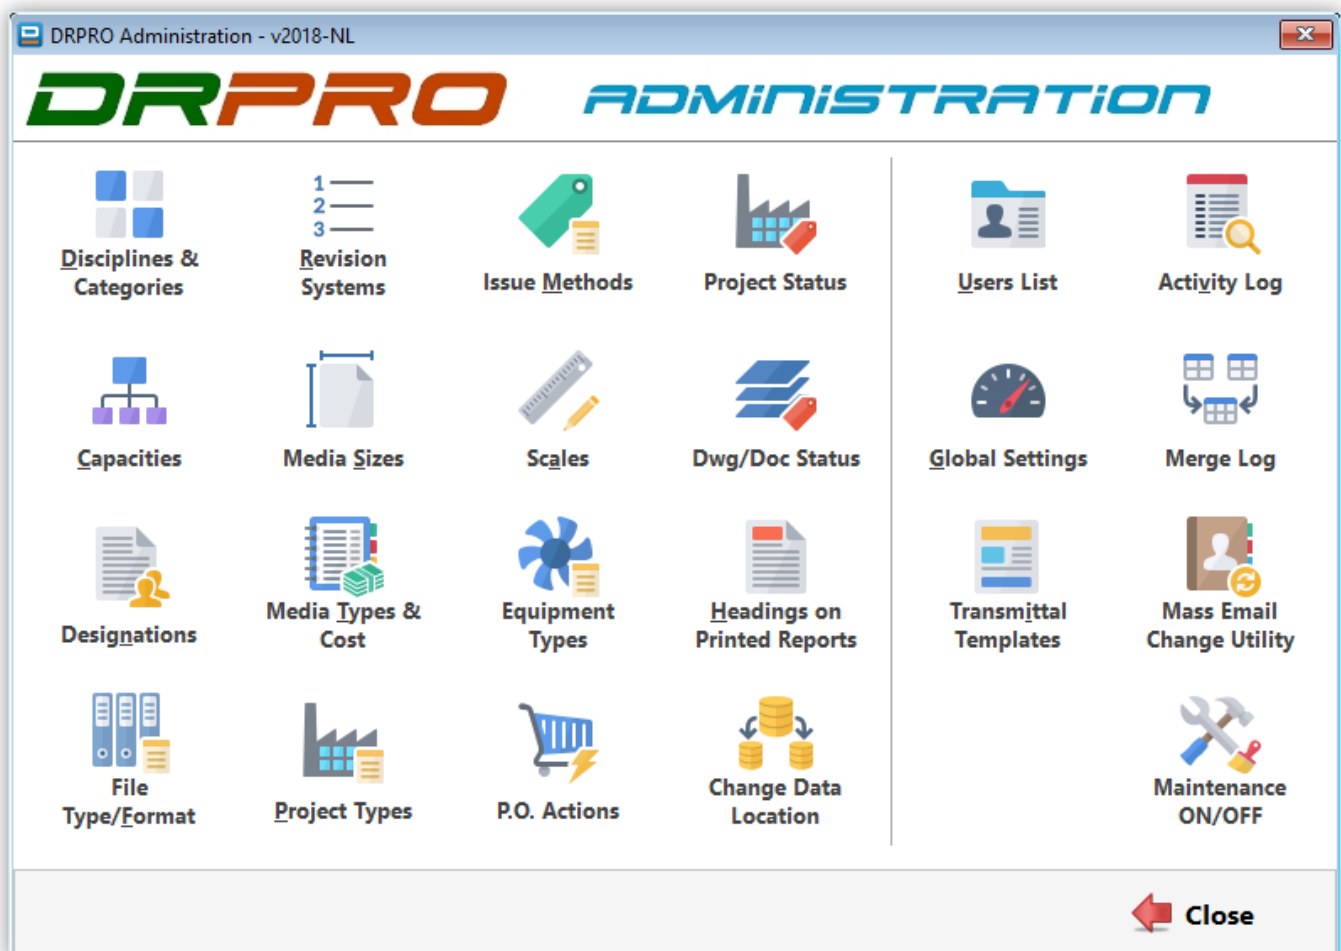 DRPRO Administration - v2018-NL
DRPRO ADMINISTRATION
1
2
3
Disciplines &
Categories
Revision
Systems
Issue Methods
Project Status
Users List
Activity Log
Capacities
Media Sizes
Scales
Dwg/Doc Status
Global Settings
Merge Log
Designations
Media Types &
Cost
Equipment
Types
Headings on
Printed Reports
Transmittal
Templates
Mass Email
Change Utility
File
Type/Format
Project Types
P.O. Actions
Change Data
Location
Maintenance
ON/OFF
Close